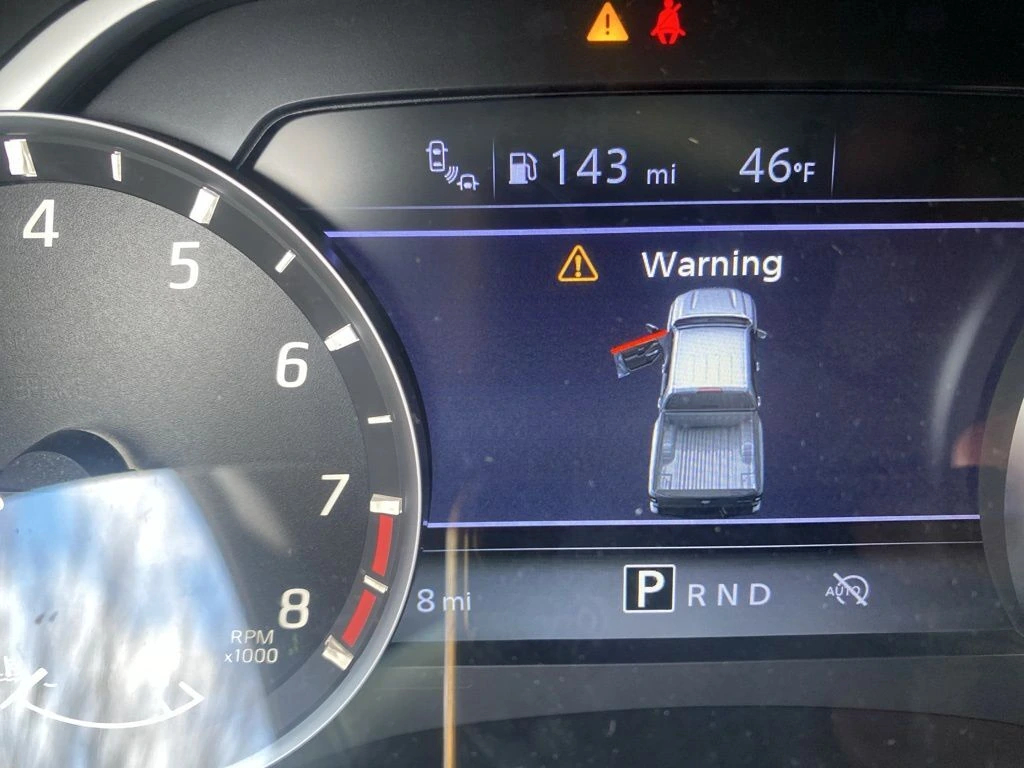 143 mi 46°F
Warning
4
5
6
7
8
RPM
x1000
8 mi
P R N D AUTO